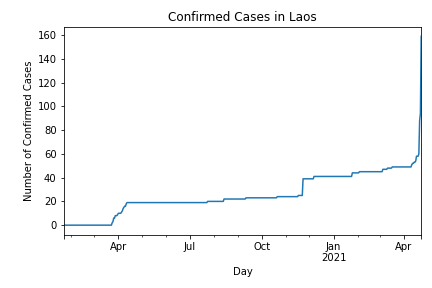 Confirmed Cases in Laos
Number of Confirmed Cases
160
140
120
100
80
60
40
20
0
Apr
Jul
Oct
Jan
2021
Apr
Day